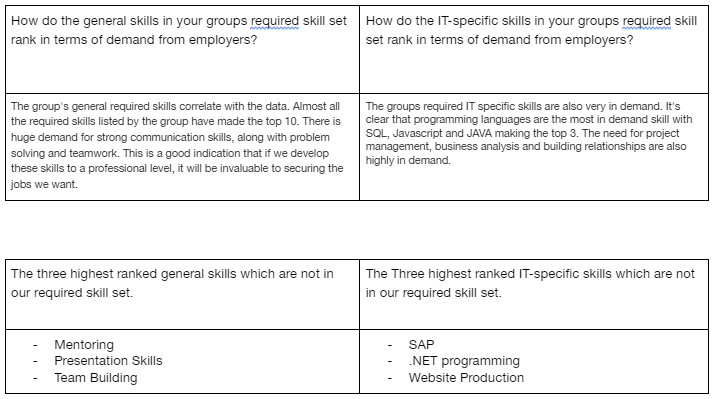 How do the general skills in your groups required skill set
rank in terms of demand from employers?
How do the IT-specific skills in your groups required skill
set rank in terms of demand from employers?
The group's general required skills correlate with the data. Almost all
the required skills listed by the group have made the top 10. There is
huge demand for strong communication skills, along with problem
solving and teamwork. This is a good indication that if we develop
these skills to a professional level, it will be invaluable to securing the
jobs we want.
The groups required IT specific skills are also very in demand. It's
clear that programming languages are the most in demand skill with
SQL, Javascript and JAVA making the top 3. The need for project
management, business analysis and building relationships are also
highly in demand.
The three highest ranked general skills which are not in
our required skill set.
The Three highest ranked IT-specific skills which are not
in our required skill set.
- Mentoring
- Presentation Skills
- Team Building
- SAP
- .NET programming
- Website Production